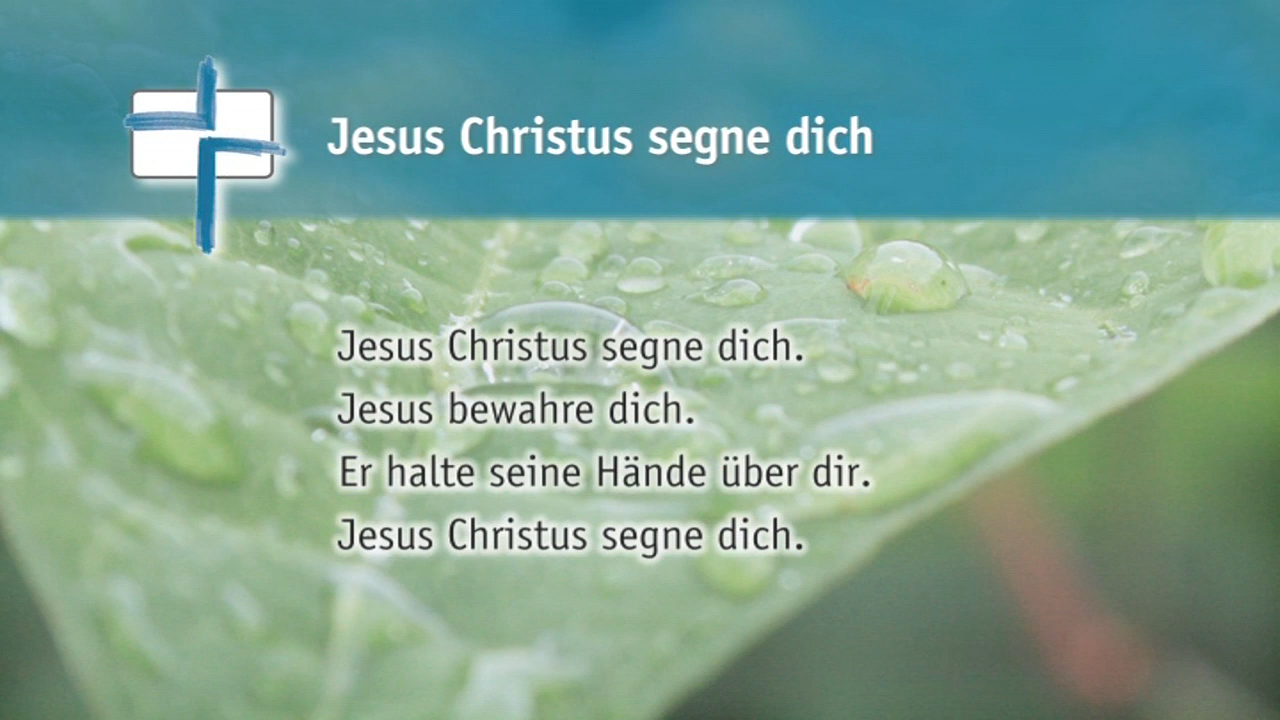 Jesus Christus segne dich
Jesus Christus segne dich.
Jesus bewahre dich.
Er halte seine Hände über dir.
Jesus Christus segne dich.